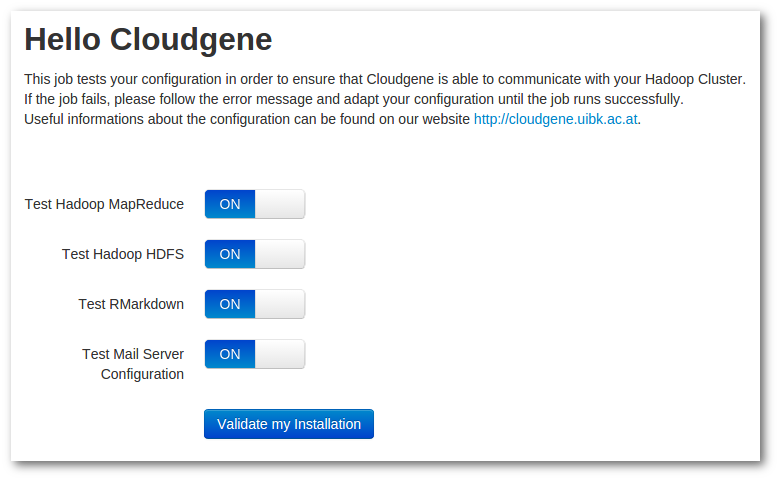 Hello Cloudgene
This job tests your configuration in order to ensure that Cloudgene is able to communicate with your Hadoop Cluster.
If the job fails, please follow the error message and adapt your configuration until the job runs successfully.
Useful informations about the configuration can be found on our website http://cloudgene.uibk.ac.at.
Test Hadoop MapReduce ON
Test Hadoop HDFS ON
Test RMarkdown ON
Test Mail Server ON
Configuration
Validate my Installation